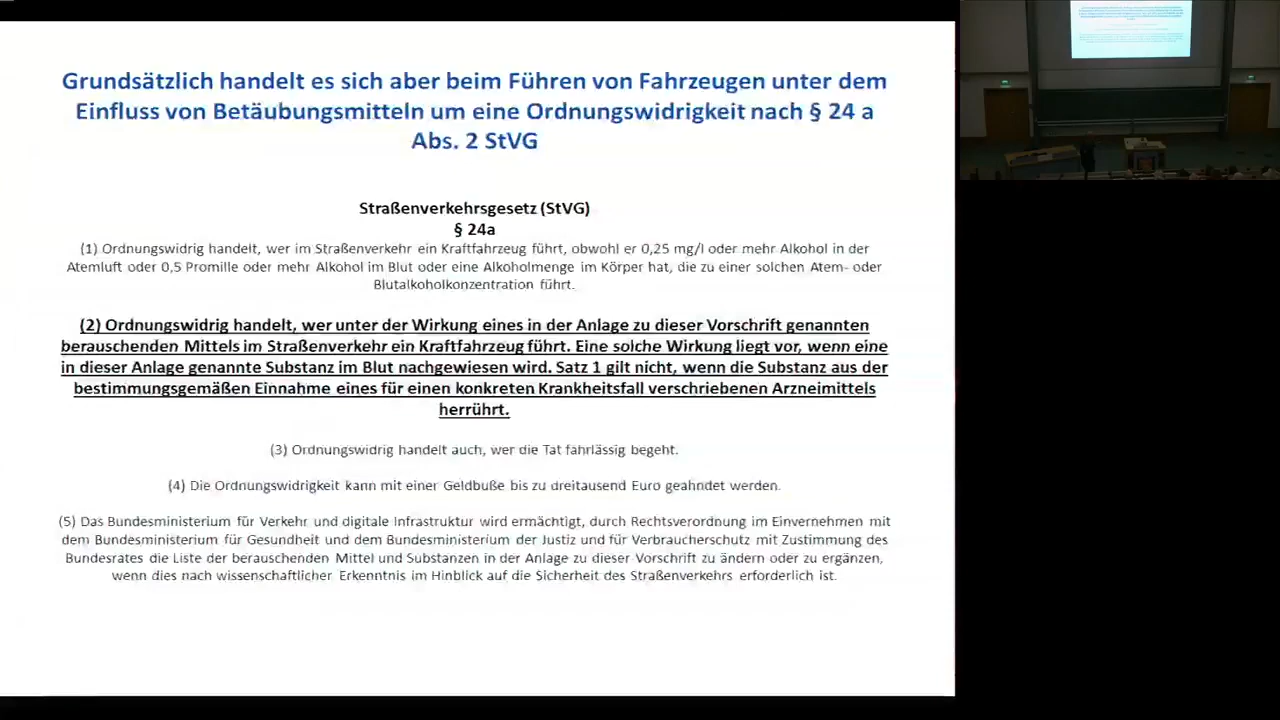 Grundsätzlich handelt es sich aber beim Führen von Fahrzeugen unter dem
Einfluss von Betäubungsmitteln um eine Ordnungswidrigkeit nach § 24 a
Abs. 2 StVG
Straßenverkehrsgesetz (StVG)
§ 24a
(1) Ordnungswidrig handelt, wer im Straßenverkehr ein Kraftfahrzeug führt, obwohl er 0,25 mg/l oder mehr Alkohol in der
Atemluft oder 0,5 Promille oder mehr Alkohol im Blut oder eine Alkoholmenge im Körper hat, die zu einer solchen Atem- oder
Blutalkoholkonzentration führt.
(2) Ordnungswidrig handelt, wer unter der Wirkung eines in der Anlage zu dieser Vorschrift genannten
berauschenden Mittels im Straßenverkehr ein Kraftfahrzeug führt. Eine solche Wirkung liegt vor, wenn eine
in dieser Anlage genannte Substanz im Blut nachgewiesen wird. Satz 1 gilt nicht, wenn die Substanz aus der
bestimmungsgemäßen Einnahme eines für einen konkreten Krankheitsfall verschriebenen Arzneimittels
herrührt.
(3) Ordnungswidrig handelt auch, wer die Tat fahrlässig begeht.
(4) Die Ordnungswidrigkeit kann mit einer Geldbuße bis zu dreitausend Euro geahndet werden.
(5) Das Bundesministerium für Verkehr und digitale Infrastruktur wird ermächtigt, durch Rechtsverordnung im Einvernehmen mit
dem Bundesministerium für Gesundheit und dem Bundesministerium der Justiz und für Verbraucherschutz mit Zustimmung des
Bundesrates die Liste der berauschenden Mittel und Substanzen in der Anlage zu dieser Vorschrift zu ändern oder zu ergänzen,
wenn dies nach wissenschaftlicher Erkenntnis im Hinblick auf die Sicherheit des Straßenverkehrs erforderlich ist.